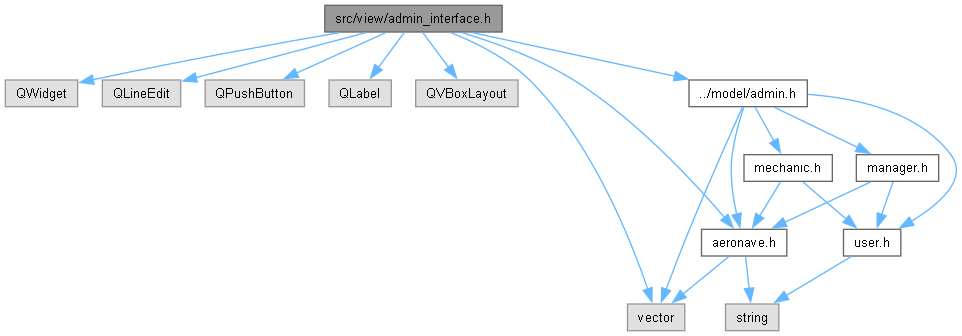 src/view/admin_interface.h
QWidget
QLineEdit
QPushButton
QLabel
QVBoxLayout
../model/admin.h
mechanic.h
manager.h
aeronave.h
user.h
vector
string